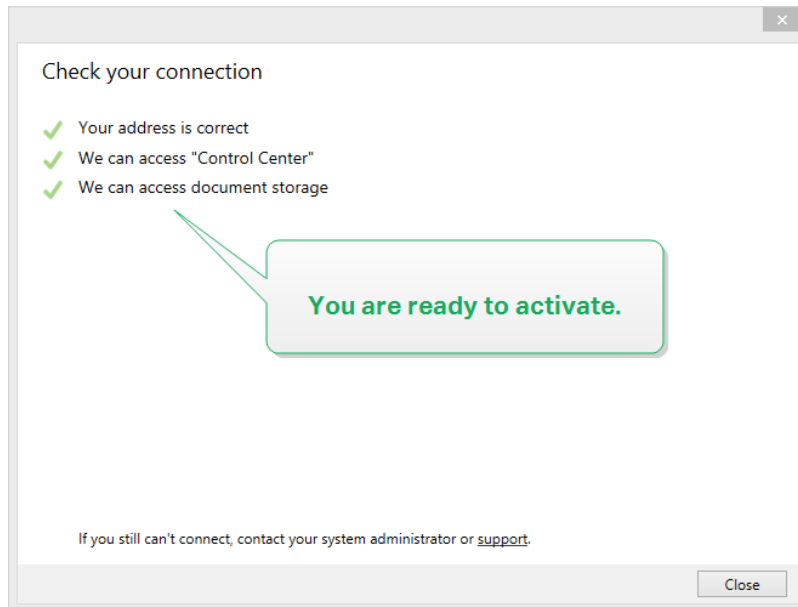 Check your connection
Your address is correct
We can access "Control Center"
We can access document storage
You are ready to activate.
If you still can't connect, contact your system administrator or support.
Close